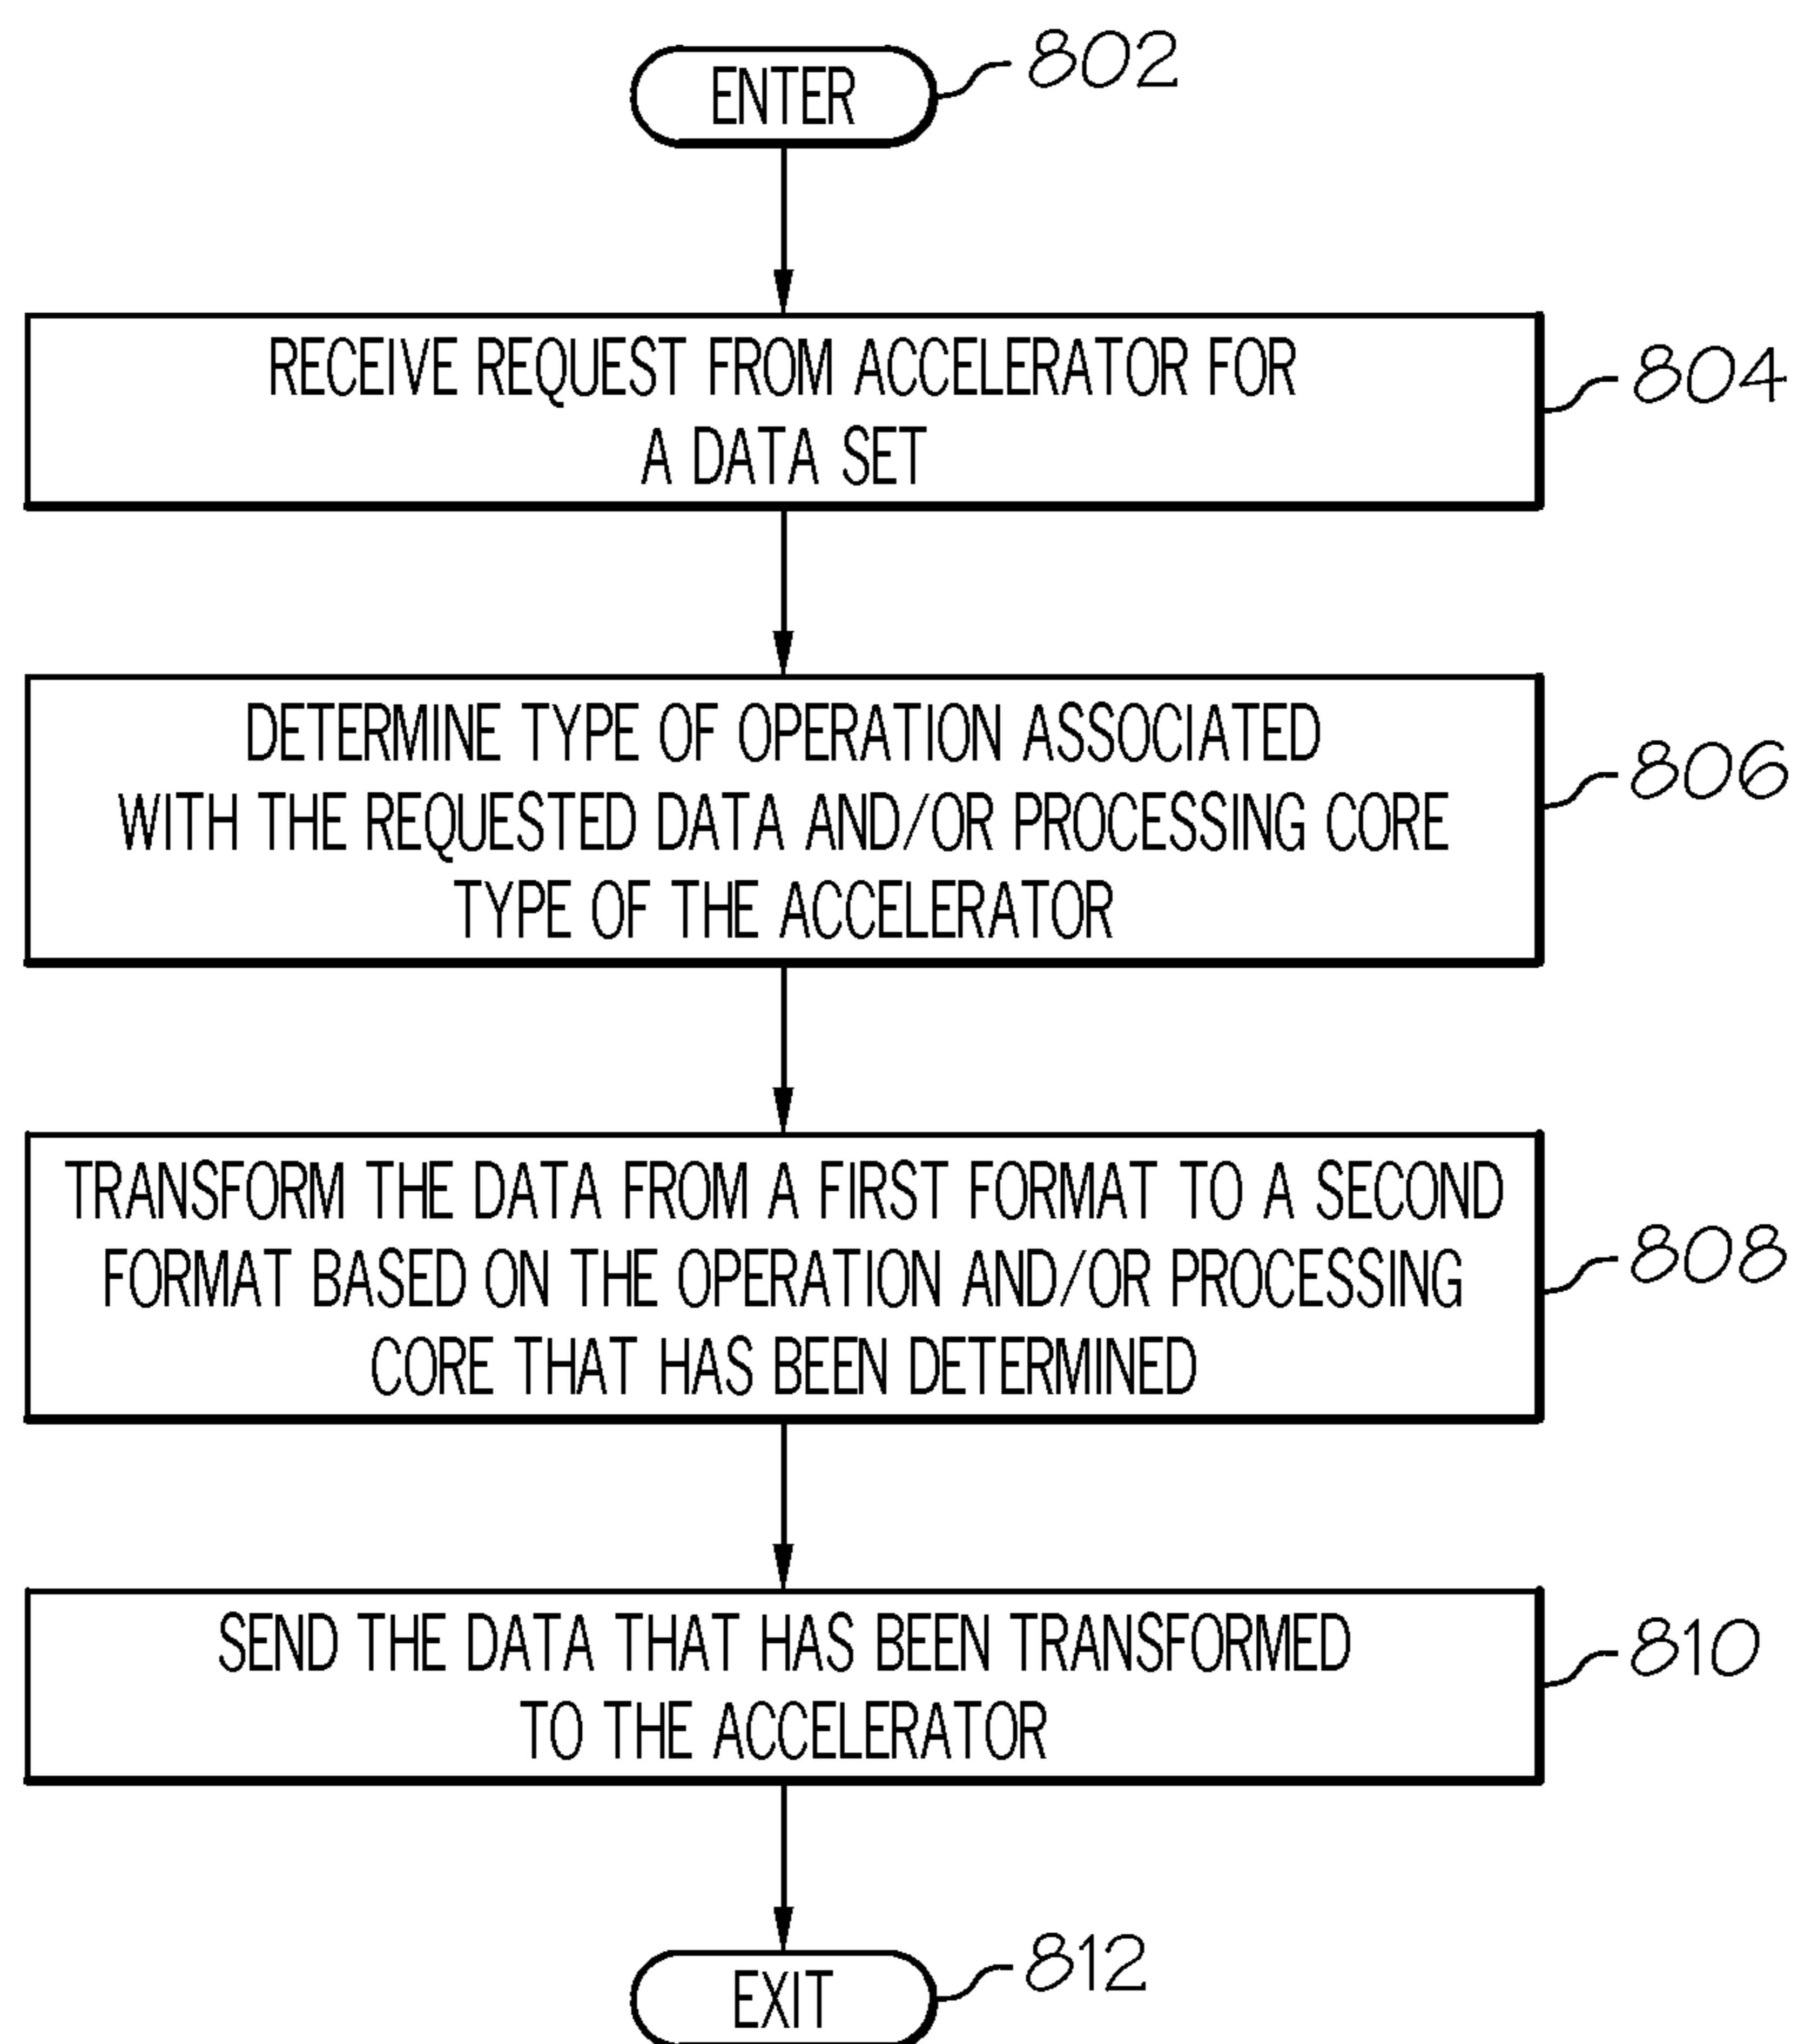 ENTER
802
RECEIVE REQUEST FROM ACCELERATOR FOR
A DATA SET
804
DETERMINE TYPE OF OPERATION ASSOCIATED
WITH THE REQUESTED DATA AND/OR PROCESSING CORE
TYPE OF THE ACCELERATOR
806
TRANSFORM THE DATA FROM A FIRST FORMAT TO A SECOND
FORMAT BASED ON THE OPERATION AND/OR PROCESSING
CORE THAT HAS BEEN DETERMINED
808
SEND THE DATA THAT HAS BEEN TRANSFORMED
TO THE ACCELERATOR
810
EXIT
812